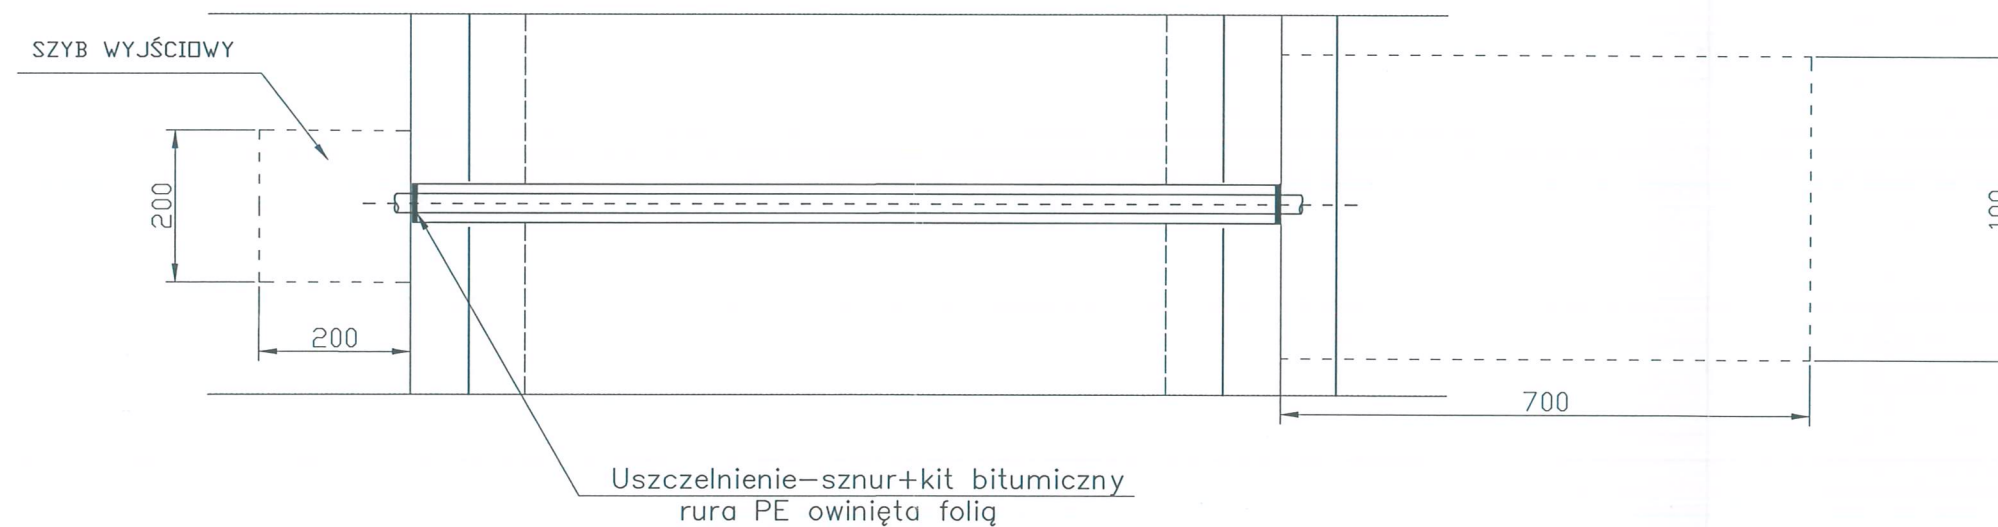 SZYB WYJŚCIOWY
200
200
700
Uszczelnienie-sznur+kit bitumiczny
rura PE owinięta folią